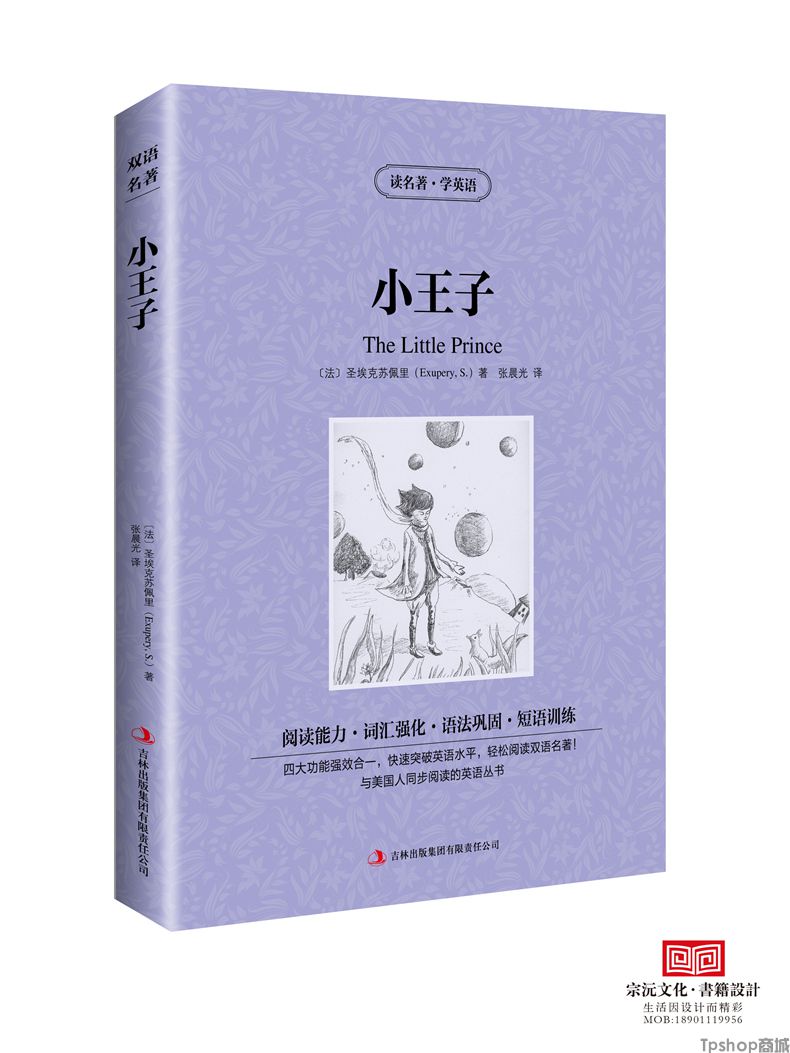 双语
名著
小王子
〔法〕圣埃克苏佩里（Exupery, S.）著
张晨光 译
吉林出版集团有限责任公司
读名著·学英语
小王子
The Little Prince
〔法〕圣埃克苏佩里（Exupery, S.）著 张晨光 译
阅读能力·词汇强化·语法巩固·短语训练
四大功能强效合一，快速突破英语水平，轻松阅读双语名著！
与美国人同步阅读的英语丛书
吉林出版集团有限责任公司
宗沅文化·書籍設計
生活因设计而精彩
MOB:18901119956
Tpshop商城